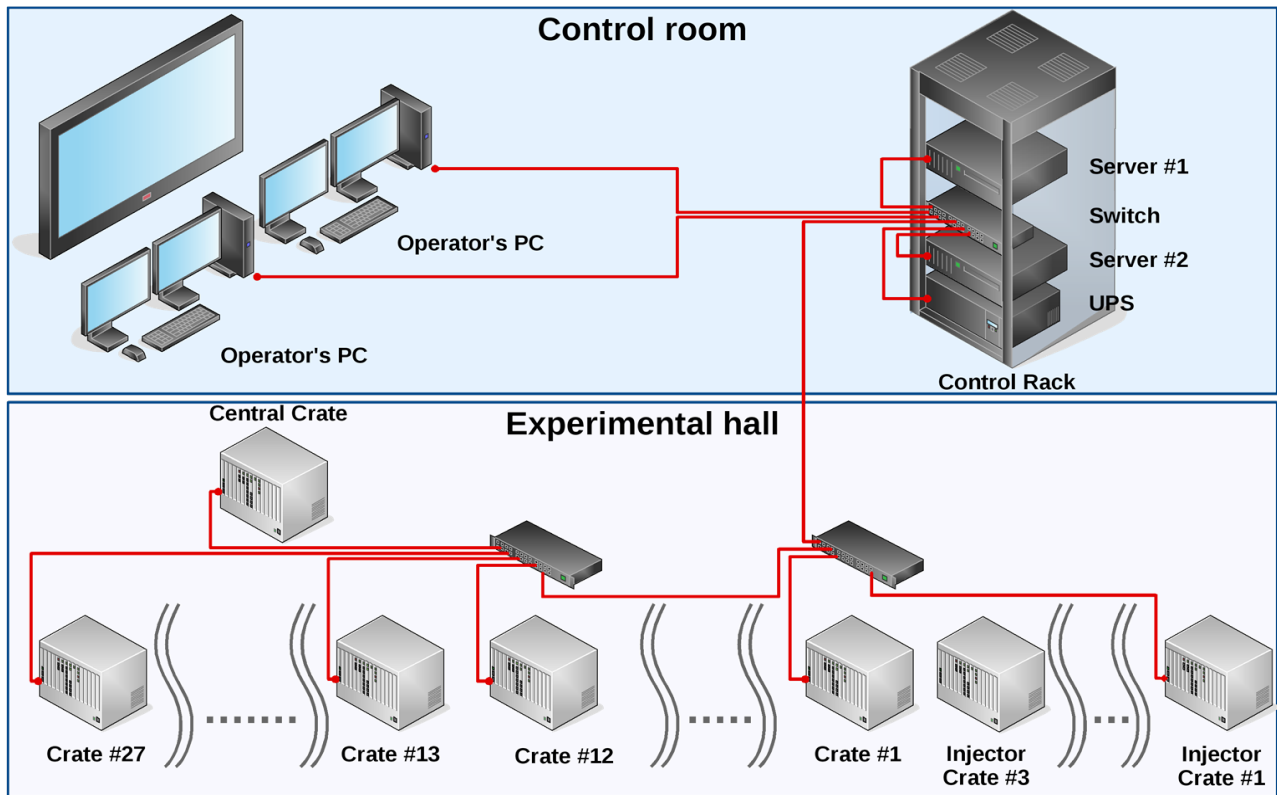 Control room
Server #1
Switch
Operator's PC
Server #2
UPS
Operator's PC
Control Rack
Central Crate
Experimental hall
Crate #27
Crate #13
Crate #12
Crate #1
Injector
Crate #3
Injector
Crate #1